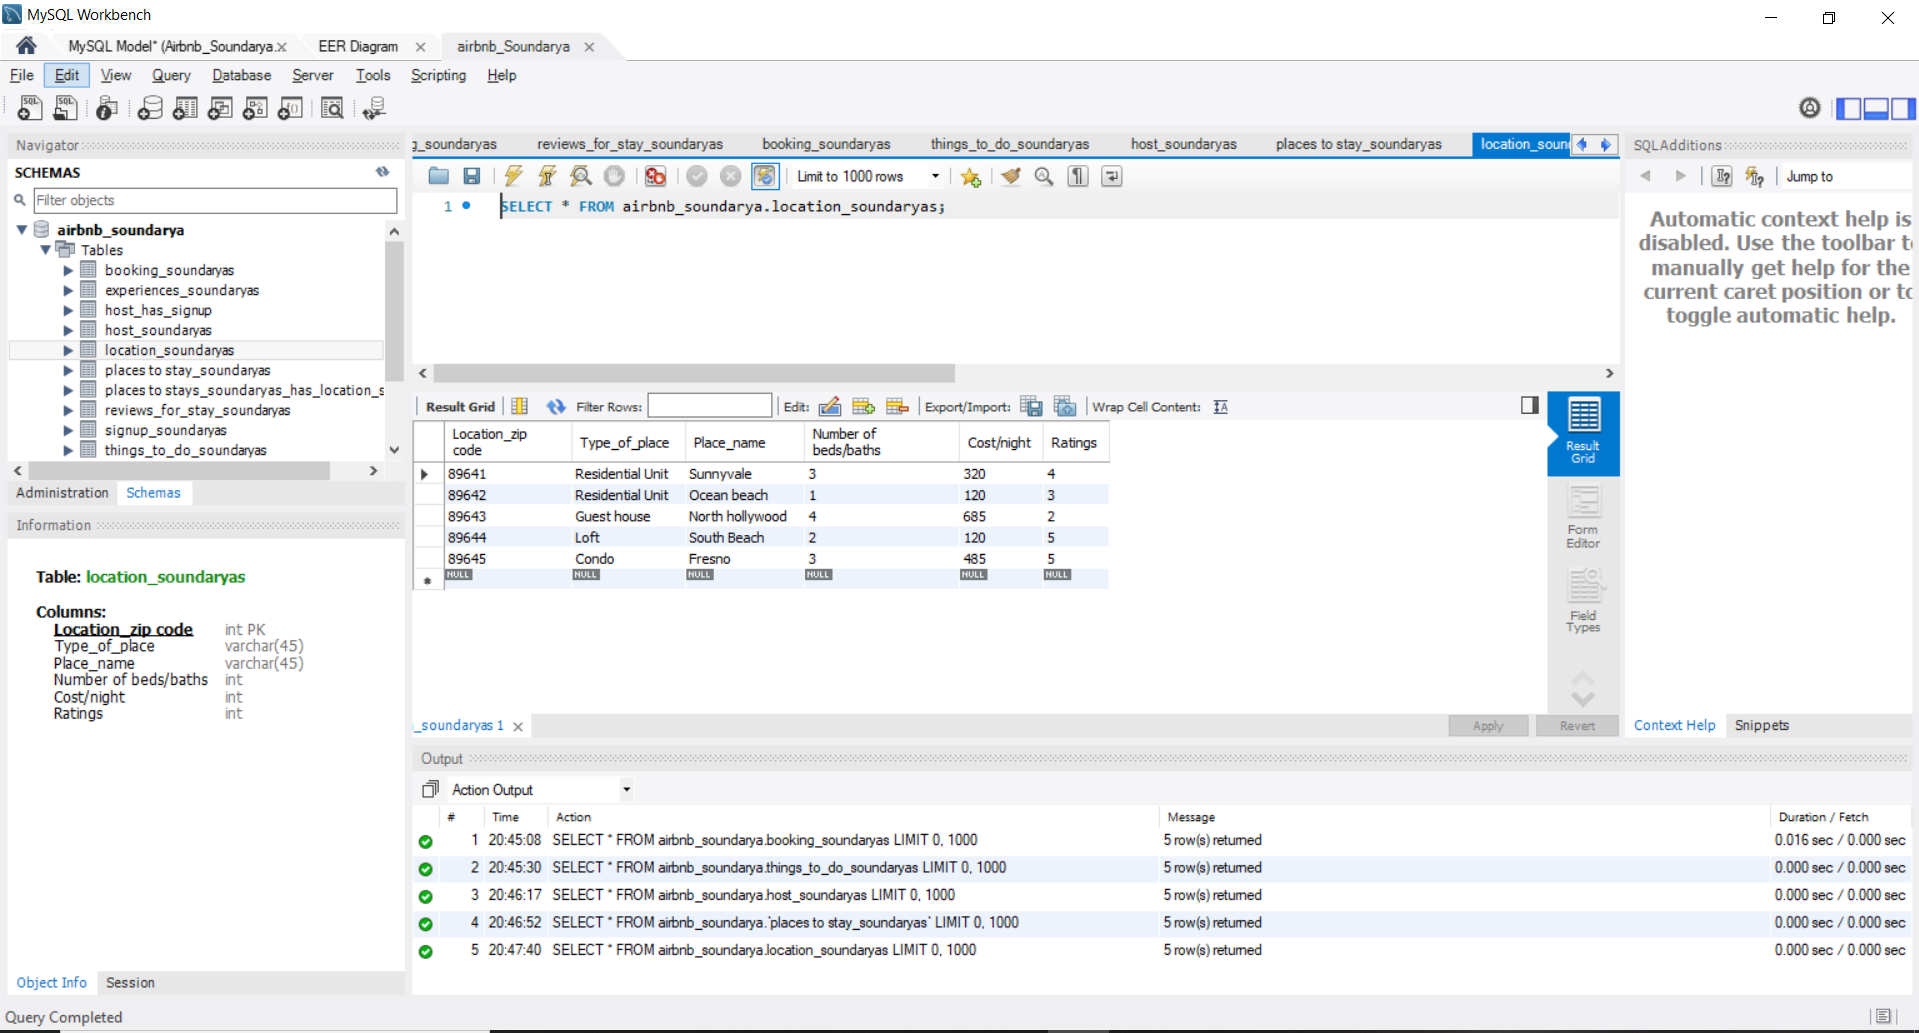 MySQL Workbench
MySQL Model* (Airbnb_Soundarya.
EER Diagram
airbnb_Soundarya
File Edit View Query Database Server Tools Scripting Help
Navigator
SCHEMAS
Filter objects
airbnb_soundarya
Tables
booking_soundaryas
experiences_soundaryas
host_has_signup
host_soundaryas
location_soundaryas
places to stay_soundaryas
places to stays_soundaryas_has_location_s
reviews_for_stay_soundaryas
signup_soundaryas
things_to_do_soundaryas
Administration Schemas
Information
Table: location_soundaryas
Columns:
Location_zip code int PK
Type_of_place varchar(45)
Place_name varchar(45)
Number of beds/baths int
Cost/night int
Ratings int
Object Info Session
g_soundaryas reviews_for_stay_soundaryas booking_soundaryas things_to_do_soundaryas host_soundaryas places to stay_soundaryas location_soun
Limit to 1000 rows
1 SELECT * FROM airbnb_soundarya.location_soundaryas;
Result Grid Filter Rows: Edit: Export/Import: Wrap Cell Content:
Location_zip code Type_of_place Place_name Number of beds/baths Cost/night Ratings
89641 Residential Unit Sunnyvale 3 320 4
89642 Residential Unit Ocean beach 1 120 3
89643 Guest house North hollywood 4 685 2
89644 Loft South Beach 2 120 5
89645 Condo Fresno 3 485 5
NULL NULL NULL NULL NULL NULL
Result Grid
Form Editor
Field Types
_soundaryas 1
Apply Revert
SQLAdditions
Jump to
Automatic context help is
disabled. Use the toolbar t
manually get help for the
current caret position or to
toggle automatic help.
Context Help Snippets
Output
Action Output
# Time Action Message Duration / Fetch
1 20:45:08 SELECT * FROM airbnb_soundarya.booking_soundaryas LIMIT 0, 1000 5 row(s) returned 0.016 sec / 0.000 sec
2 20:45:30 SELECT * FROM airbnb_soundarya.things_to_do_soundaryas LIMIT 0, 1000 5 row(s) returned 0.000 sec / 0.000 sec
3 20:46:17 SELECT * FROM airbnb_soundarya.host_soundaryas LIMIT 0, 1000 5 row(s) returned 0.000 sec / 0.000 sec
4 20:46:52 SELECT * FROM airbnb_soundarya.`places to stay_soundaryas` LIMIT 0, 1000 5 row(s) returned 0.000 sec / 0.000 sec
5 20:47:40 SELECT * FROM airbnb_soundarya.location_soundaryas LIMIT 0, 1000 5 row(s) returned 0.000 sec / 0.000 sec
Query Completed